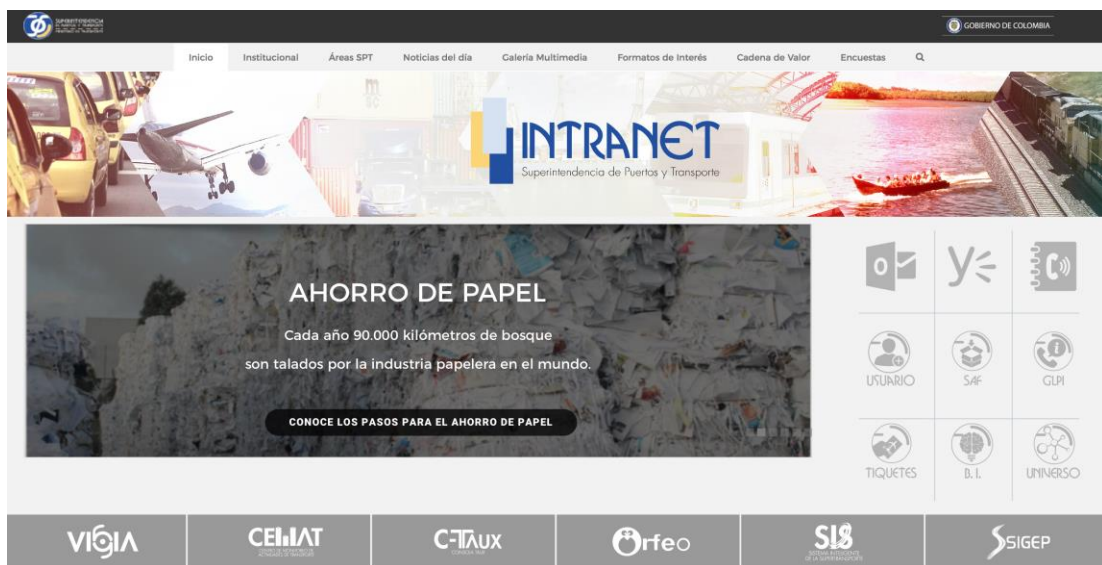 SUPERINTENDENCIA
GOBIERNO DE COLOMBIA
Inicio Institucional Áreas SPT Noticias del día Galería Multimedia Formatos de Interés Cadena de Valor Encuestas
INTRANET
Superintendencia de Puertos y Transporte
AHORRO DE PAPEL
Cada año 90.000 kilómetros de bosque
son talados por la industria papelera en el mundo.
CONOCE LOS PASOS PARA EL AHORRO DE PAPEL
USUARIO SAF GLPI
TIQUETES B. I. UNIVERSO
VIGIA CEMAT C-TTAUX Orfeo SIS SIGEP